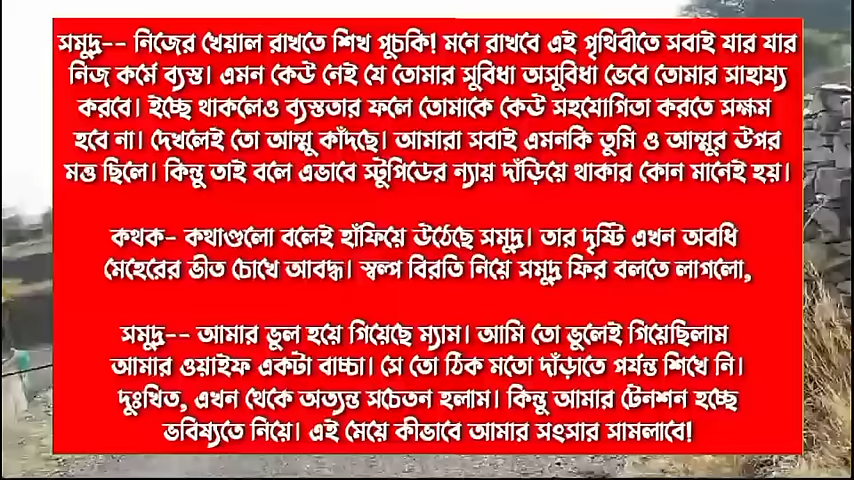 সমুদ্র-- নিজের খেয়াল রাখতে শিখ পুচকি! মনে রাখবে এই পৃথিবীতে সবাই যার যার
নিজ কর্মে ব্যস্ত। এমন কেউ নেই যে তোমার সুবিধা অসুবিধা ভেবে তোমার সাহায্য
করবে। ইচ্ছে থাকলেও ব্যস্ততার ফলে তোমাকে কেউ সহযোগিতা করতে সক্ষম
হবে না। দেখলেই তো আম্মু কাঁদছে। আমারা সবাই এমনকি তুমি ও আম্মুর উপর
মত্ত ছিলে। কিন্তু তাই বলে এভাবে স্টুপিডের ন্যায় দাঁড়িয়ে থাকার কোন মানেই হয়।
কথক- কথাগুলো বলেই হাঁফিয়ে উঠেছে সমুদ্র। তার দৃষ্টি এখন অবধি
মেহেরের ভীত চোখে আবদ্ধ। স্বল্প বিরতি নিয়ে সমুদ্র ফির বলতে লাগলো,
সমুদ্র-- আমার ভুল হয়ে গিয়েছে ম্যাম। আমি তো ভুলেই গিয়েছিলাম
আমার ওয়াইফ একটা বাচ্চা। সে তো ঠিক মতো দাঁড়াতে পর্যন্ত শিখে নি।
দুঃখিত, এখন থেকে অত্যন্ত সচেতন হলাম। কিন্তু আমার টেনশন হচ্ছে
ভবিষ্যতে নিয়ে। এই মেয়ে কীভাবে আমার সংসার সামলাবে!